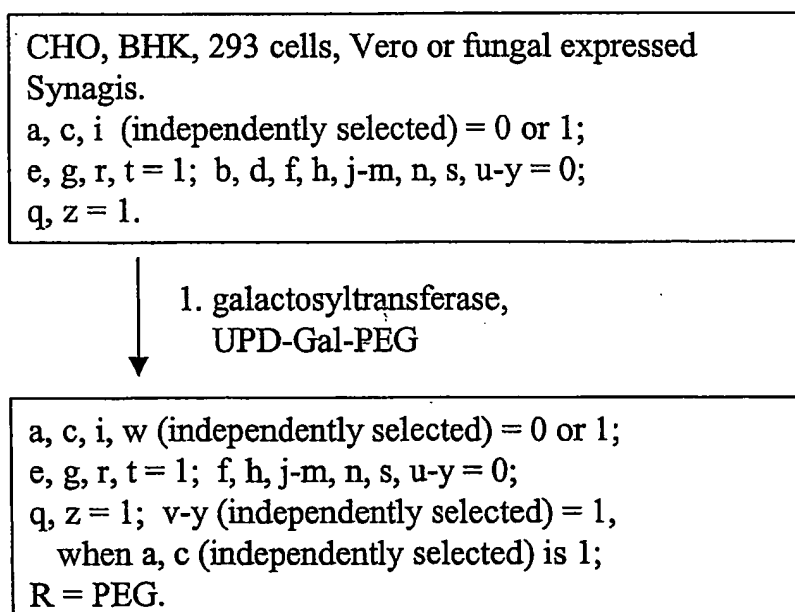 CHO, BHK, 293 cells, Vero or fungal expressed
Synagis.
a, c, i (independently selected) = 0 or 1;
e, g, r, t = 1; b, d, f, h, j-m, n, s, u-y = 0;
q, z = 1.
1. galactosyltransferase,
UPD-Gal-PEG
a, c, i, w (independently selected) = 0 or 1;
e, g, r, t = 1; f, h, j-m, n, s, u-y = 0;
q, z = 1; v-y (independently selected) = 1,
when a, c (independently selected) is 1;
R = PEG.